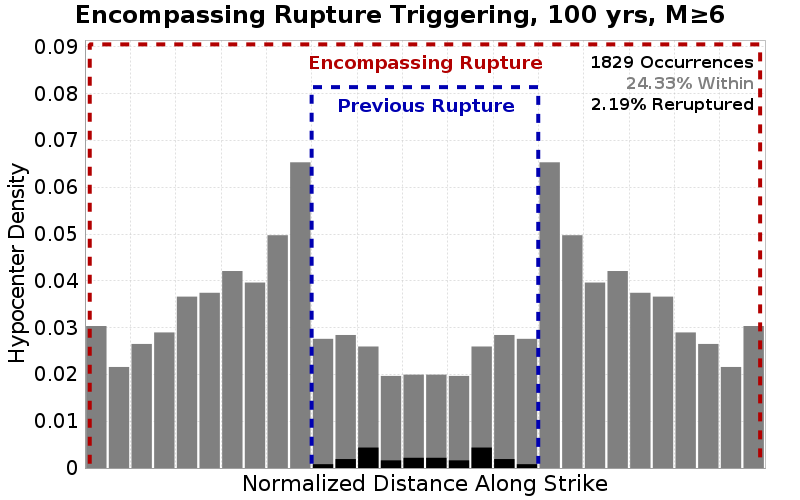 Encompassing Rupture Triggering, 100 yrs, M≥6
Encompassing Rupture
Previous Rupture
1829 Occurrences
24.33% Within
2.19% Reruptured
Hypocenter Density
0.09
0.08
0.07
0.06
0.05
0.04
0.03
0.02
0.01
0
Normalized Distance Along Strike